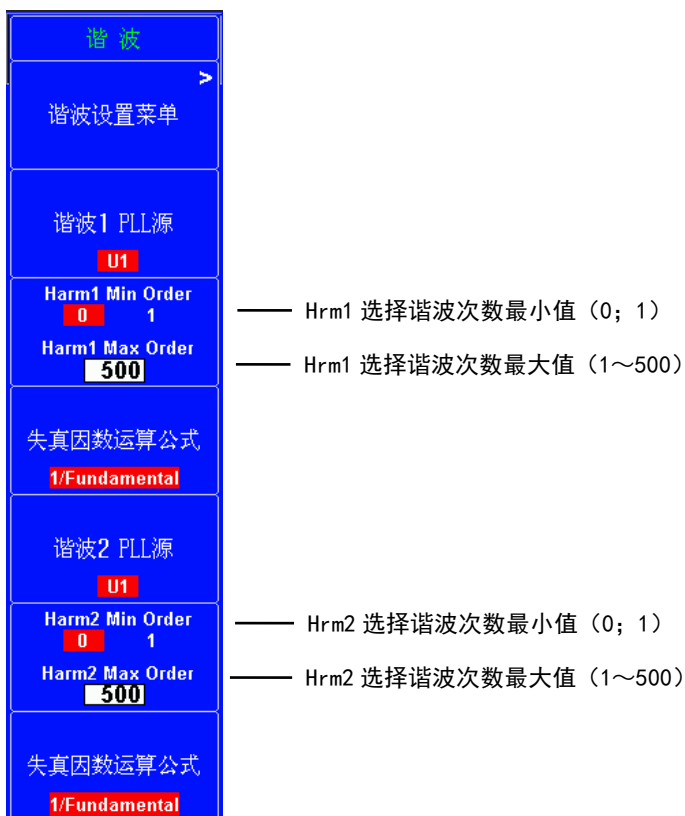 谐 波
>
谐波设置菜单
谐波1 PLL源
U1
Harm1 Min Order
0 1
Hrm1 选择谐波次数最小值（0；1）
Harm1 Max Order
500
Hrm1 选择谐波次数最大值（1～500）
失真因数运算公式
1/Fundamental
谐波2 PLL源
U1
Harm2 Min Order
0 1
Hrm2 选择谐波次数最小值（0；1）
Harm2 Max Order
500
Hrm2 选择谐波次数最大值（1～500）
失真因数运算公式
1/Fundamental